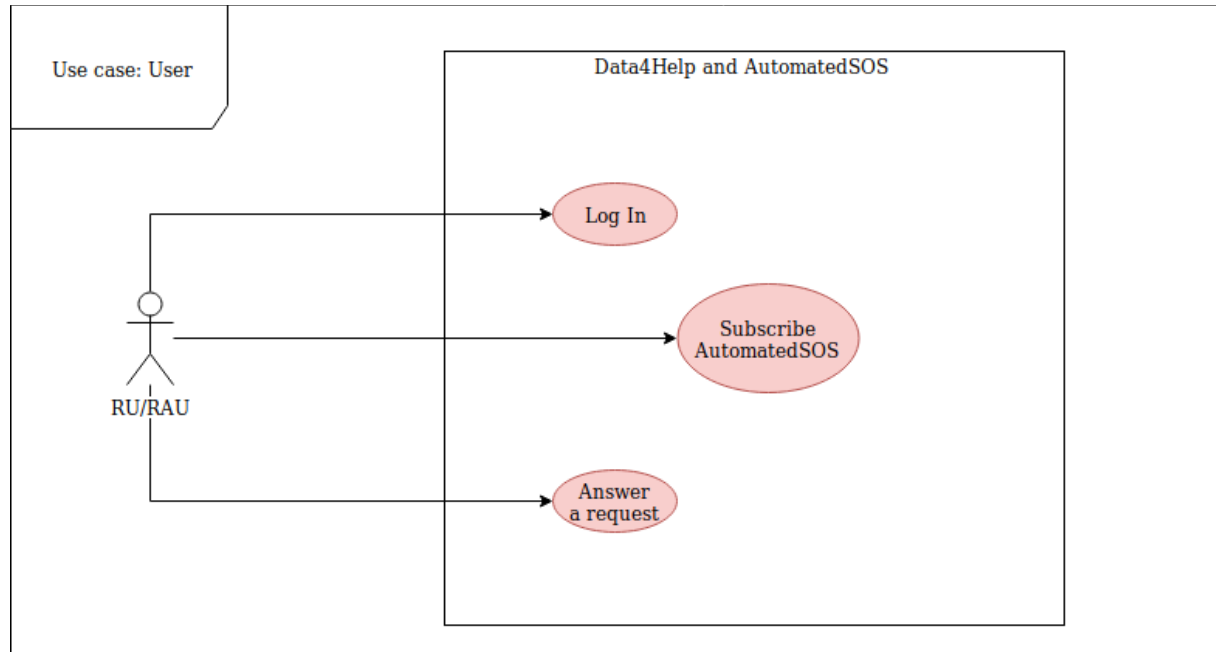 Use case: User
Data4Help and AutomatedSOS
Log In
Subscribe
AutomatedSOS
RU/RAU
Answer
a request